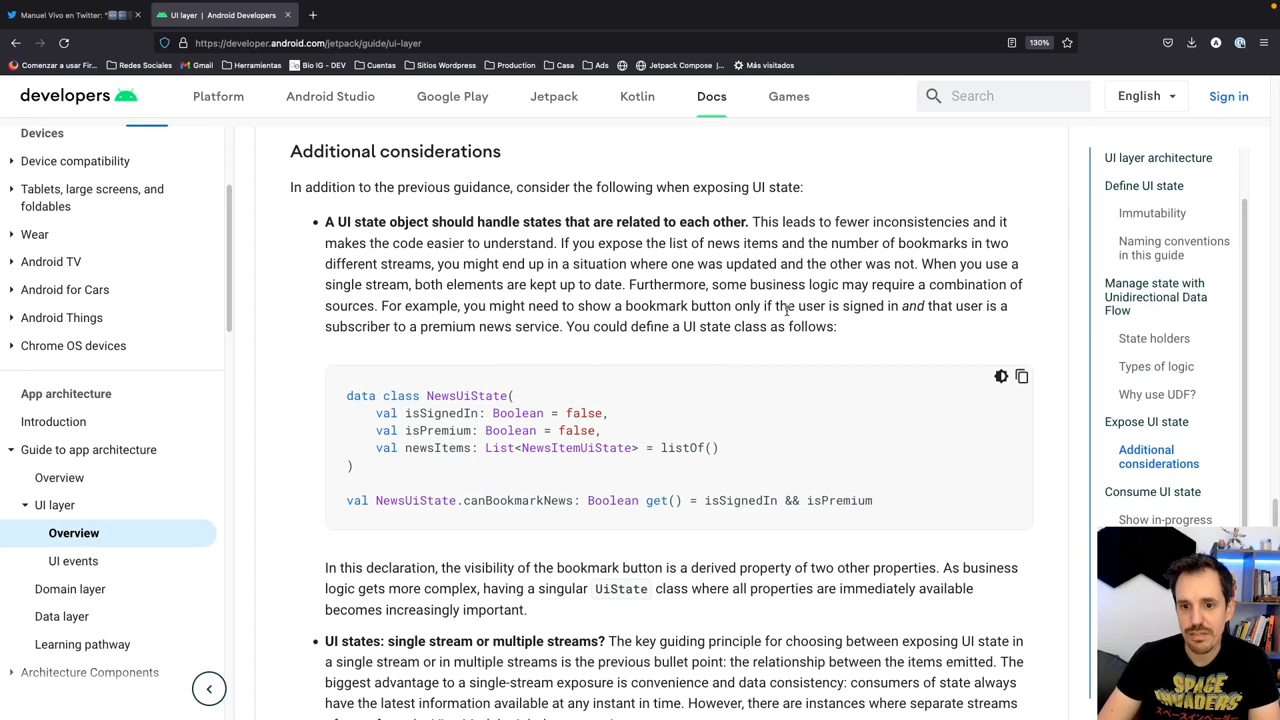 Manuel Vivo en Twitter: "
UI layer | Android Developers
https://developer.android.com/jetpack/guide/ui-layer
130%
Comenzar a usar Fir...
Redes Sociales
Gmail
Herramientas
Bio IG - DEV
Cuentas
Sitios Wordpress
Production
Casa
Ads
Jetpack Compose |...
Más visitados
developers
Platform
Android Studio
Google Play
Jetpack
Kotlin
Docs
Games
Search
English
Sign in
Devices
Device compatibility
Tablets, large screens, and
foldables
Wear
Android TV
Android for Cars
Android Things
Chrome OS devices
App architecture
Introduction
Guide to app architecture
Overview
UI layer
Overview
UI events
Domain layer
Data layer
Learning pathway
Architecture Components
Additional considerations
In addition to the previous guidance, consider the following when exposing UI state:
• A UI state object should handle states that are related to each other. This leads to fewer inconsistencies and it
makes the code easier to understand. If you expose the list of news items and the number of bookmarks in two
different streams, you might end up in a situation where one was updated and the other was not. When you use a
single stream, both elements are kept up to date. Furthermore, some business logic may require a combination of
sources. For example, you might need to show a bookmark button only if the user is signed in and that user is a
subscriber to a premium news service. You could define a UI state class as follows:
data class NewsUiState(
val isSignedIn: Boolean = false,
val isPremium: Boolean = false,
val newsItems: List<NewsItemUiState> = listOf()
)
val NewsUiState.canBookmarkNews: Boolean get() = isSignedIn && isPremium
In this declaration, the visibility of the bookmark button is a derived property of two other properties. As business
logic gets more complex, having a singular UiState class where all properties are immediately available
becomes increasingly important.
• UI states: single stream or multiple streams? The key guiding principle for choosing between exposing UI state in
a single stream or in multiple streams is the previous bullet point: the relationship between the items emitted. The
biggest advantage to a single-stream exposure is convenience and data consistency: consumers of state always
have the latest information available at any instant in time. However, there are instances where separate streams
UI layer architecture
Define UI state
Immutability
Naming conventions
in this guide
Manage state with
Unidirectional Data
Flow
State holders
Types of logic
Why use UDF?
Expose UI state
Additional
considerations
Consume UI state
Show in-progress
SPACE
INVADERS
スペースインベーダー